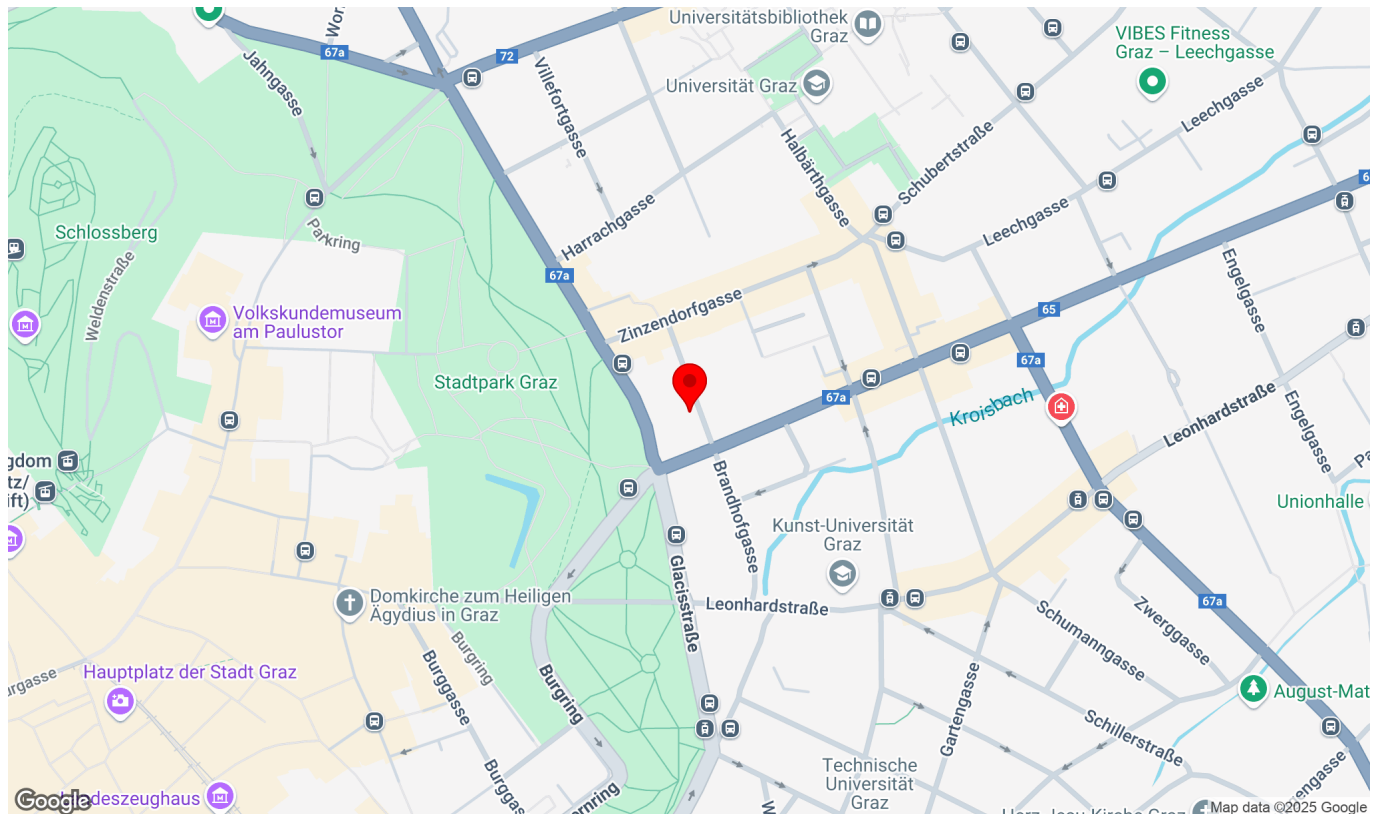 Universitätsbibliothek
Graz
VIBES Fitness
Graz – Leechgasse
67a
72
Jahngasse
Villefortgasse
Universität Graz
Leechgasse
Halbärthgasse
Schubertstraße
Parkring
Harrachgasse
Leechgasse
Schlossberg
Weldenstraße
67a
Engelgasse
Volkskundemuseum
am Paulustor
Zinzendorfgasse
65
67a
Stadtpark Graz
67a
Kroisbach
Leonhardstraße
Engelgasse
Brandhofgasse
Unionhalle
Kunst-Universität
Graz
Glacisstraße
Domkirche zum Heiligen
Ägydius in Graz
Leonhardstraße
67a
Zwerggasse
Schumanngasse
Burgring
Burggasse
Burgring
Hauptplatz der Stadt Graz
Gartengasse
August-Mat
Schillerstraße
Technische
Universität
Graz
Google
Map data ©2025 Google